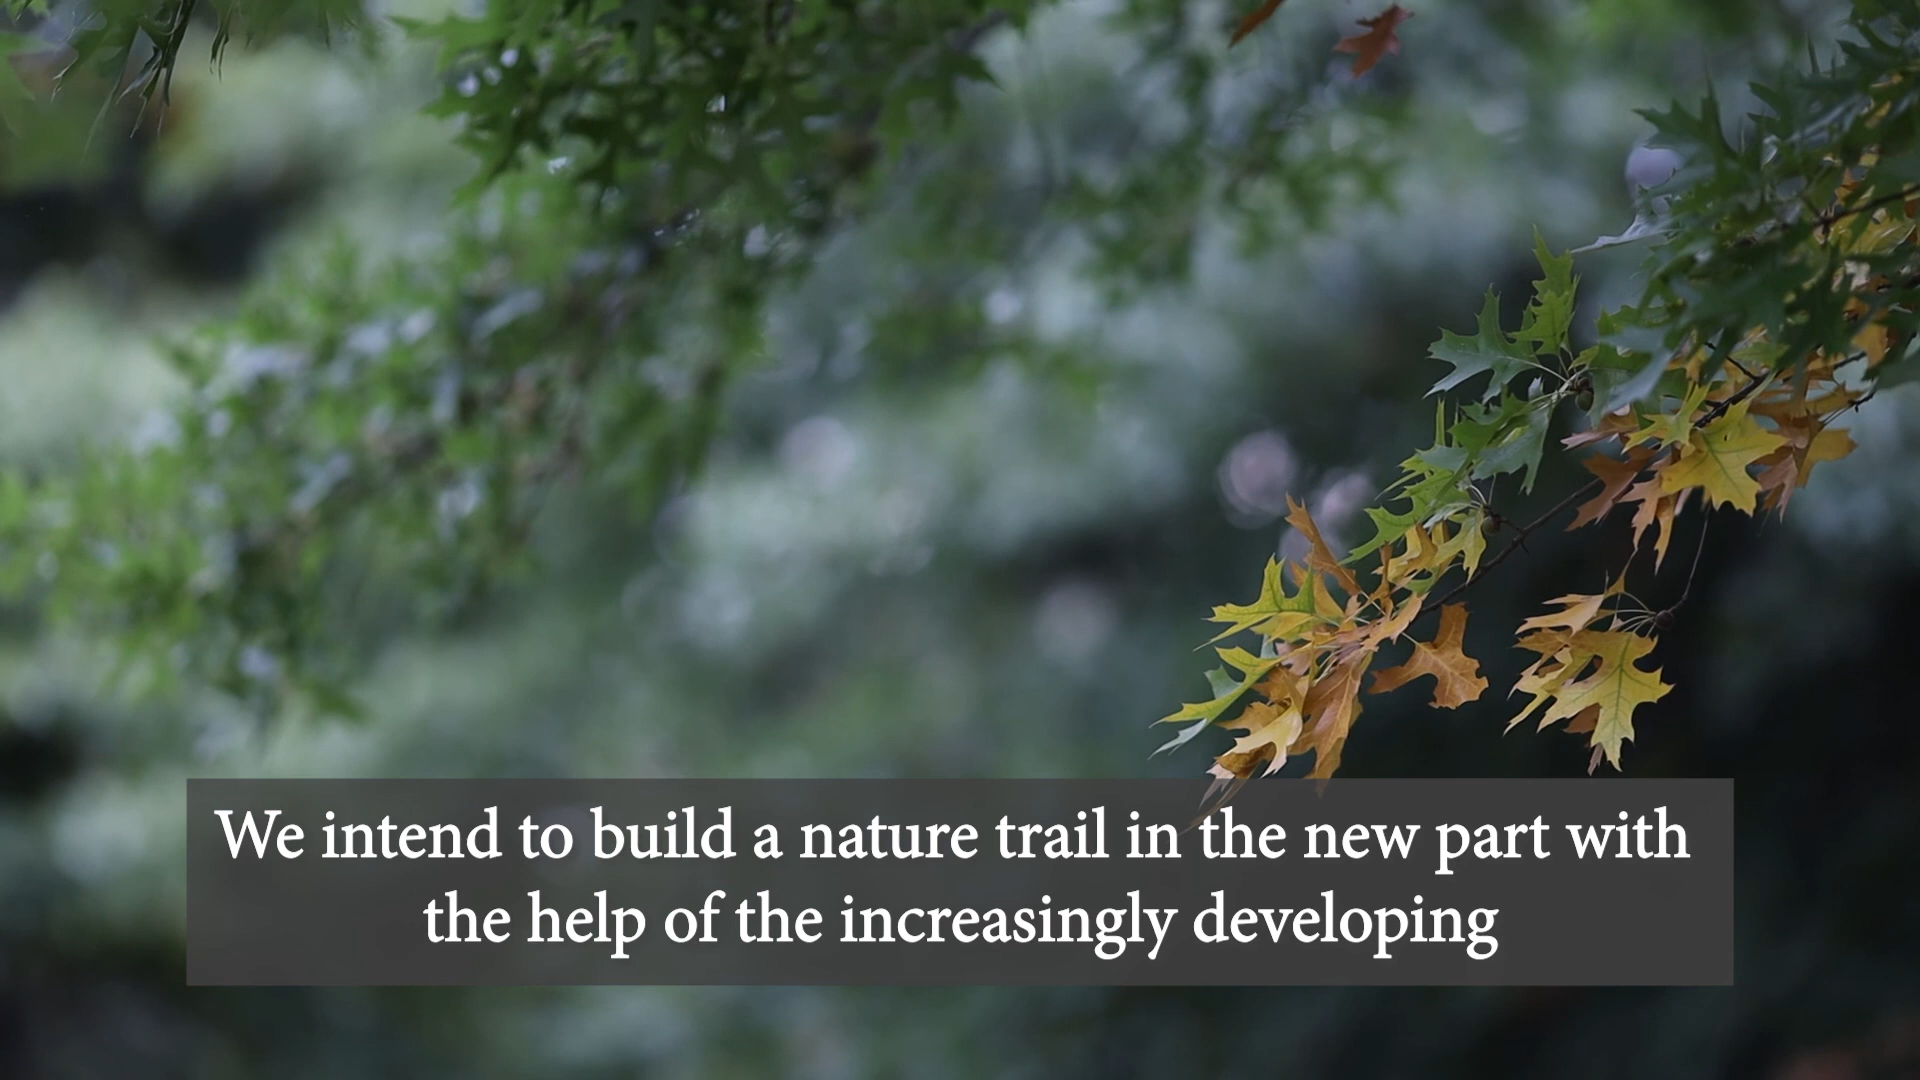 We intend to build a nature trail in the new part with
the help of the increasingly developing